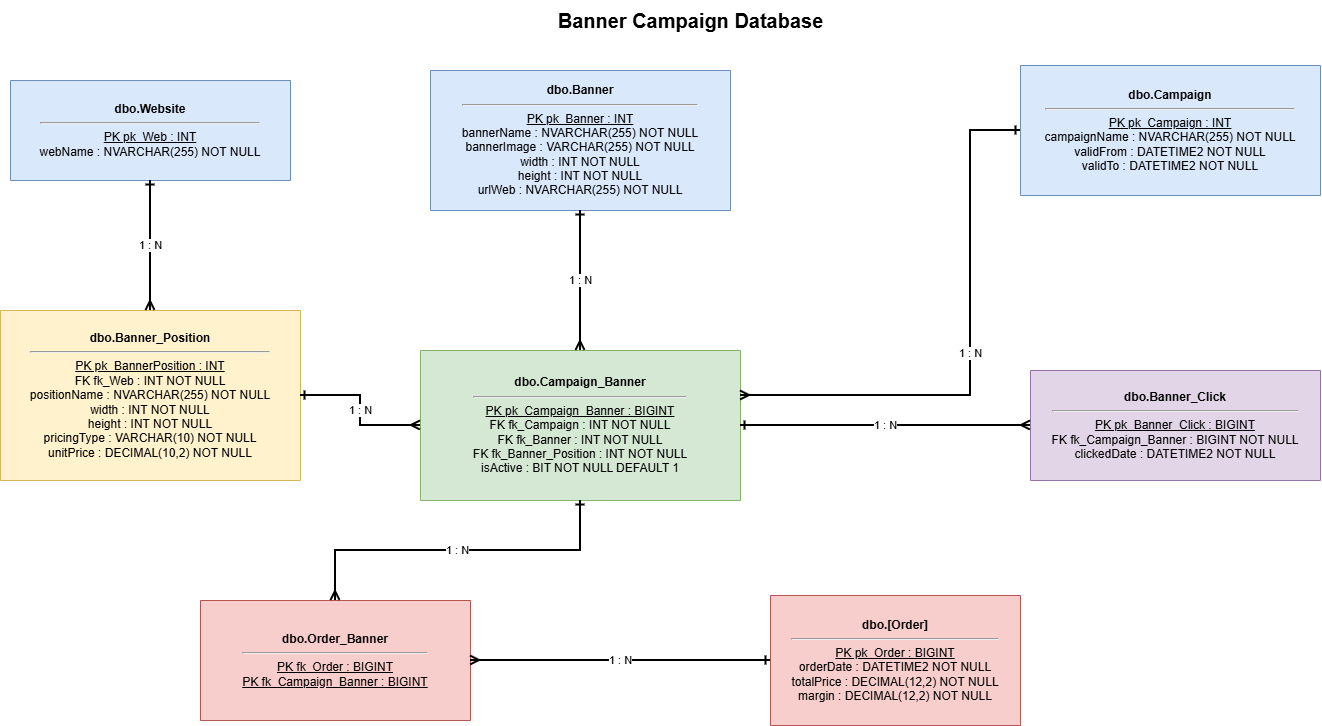 Banner Campaign Database
dbo.Website
PK pk_Web : INT
webName : NVARCHAR(255) NOT NULL
dbo.Banner
PK pk_Banner : INT
bannerName : NVARCHAR(255) NOT NULL
bannerImage : VARCHAR(255) NOT NULL
width : INT NOT NULL
height : INT NOT NULL
urlWeb : NVARCHAR(255) NOT NULL
dbo.Campaign
PK pk_Campaign : INT
campaignName : NVARCHAR(255) NOT NULL
validFrom : DATETIME2 NOT NULL
validTo : DATETIME2 NOT NULL
1 : N
1 : N
1 : N
dbo.Banner_Position
PK pk_BannerPosition : INT
FK fk_Web : INT NOT NULL
positionName : NVARCHAR(255) NOT NULL
width : INT NOT NULL
height : INT NOT NULL
pricingType : VARCHAR(10) NOT NULL
unitPrice : DECIMAL(10,2) NOT NULL
1 : N
dbo.Campaign_Banner
PK pk_Campaign_Banner : BIGINT
FK fk_Campaign : INT NOT NULL
FK fk_Banner : INT NOT NULL
FK fk_Banner_Position : INT NOT NULL
isActive : BIT NOT NULL DEFAULT 1
1 : N
dbo.Banner_Click
PK pk_Banner_Click : BIGINT
FK fk_Campaign_Banner : BIGINT NOT NULL
clickedDate : DATETIME2 NOT NULL
1 : N
dbo.Order_Banner
PK fk_Order : BIGINT
PK fk_Campaign_Banner : BIGINT
1 : N
dbo.[Order]
PK pk_Order : BIGINT
orderDate : DATETIME2 NOT NULL
totalPrice : DECIMAL(12,2) NOT NULL
margin : DECIMAL(12,2) NOT NULL